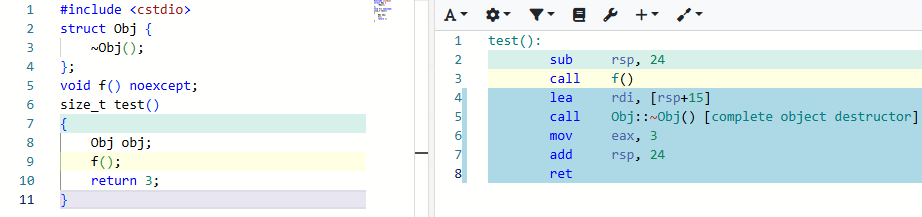 1 #include <cstdio>
2 struct Obj {
3 ~Obj();
4 };
5 void f() noexcept;
6 size_t test()
7 {
8 Obj obj;
9 f();
10 return 3;
11 }
A
1 test():
2 sub rsp, 24
3 call f()
4 lea rdi, [rsp+15]
5 call Obj::~Obj() [complete object destructor]
6 mov eax, 3
7 add rsp, 24
8 ret